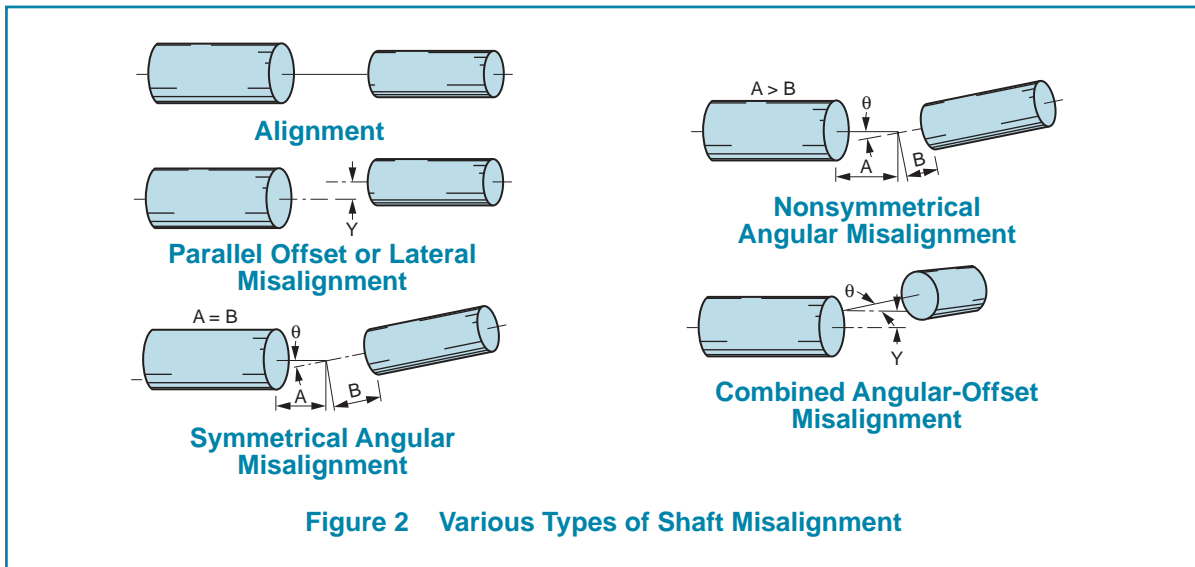 Alignment
Y
Parallel Offset or Lateral
Misalignment
A = B
θ
A
B
Symmetrical Angular
Misalignment
A > B
θ
A
B
Nonsymmetrical
Angular Misalignment
θ
Y
Combined Angular-Offset
Misalignment
Figure 2 Various Types of Shaft Misalignment